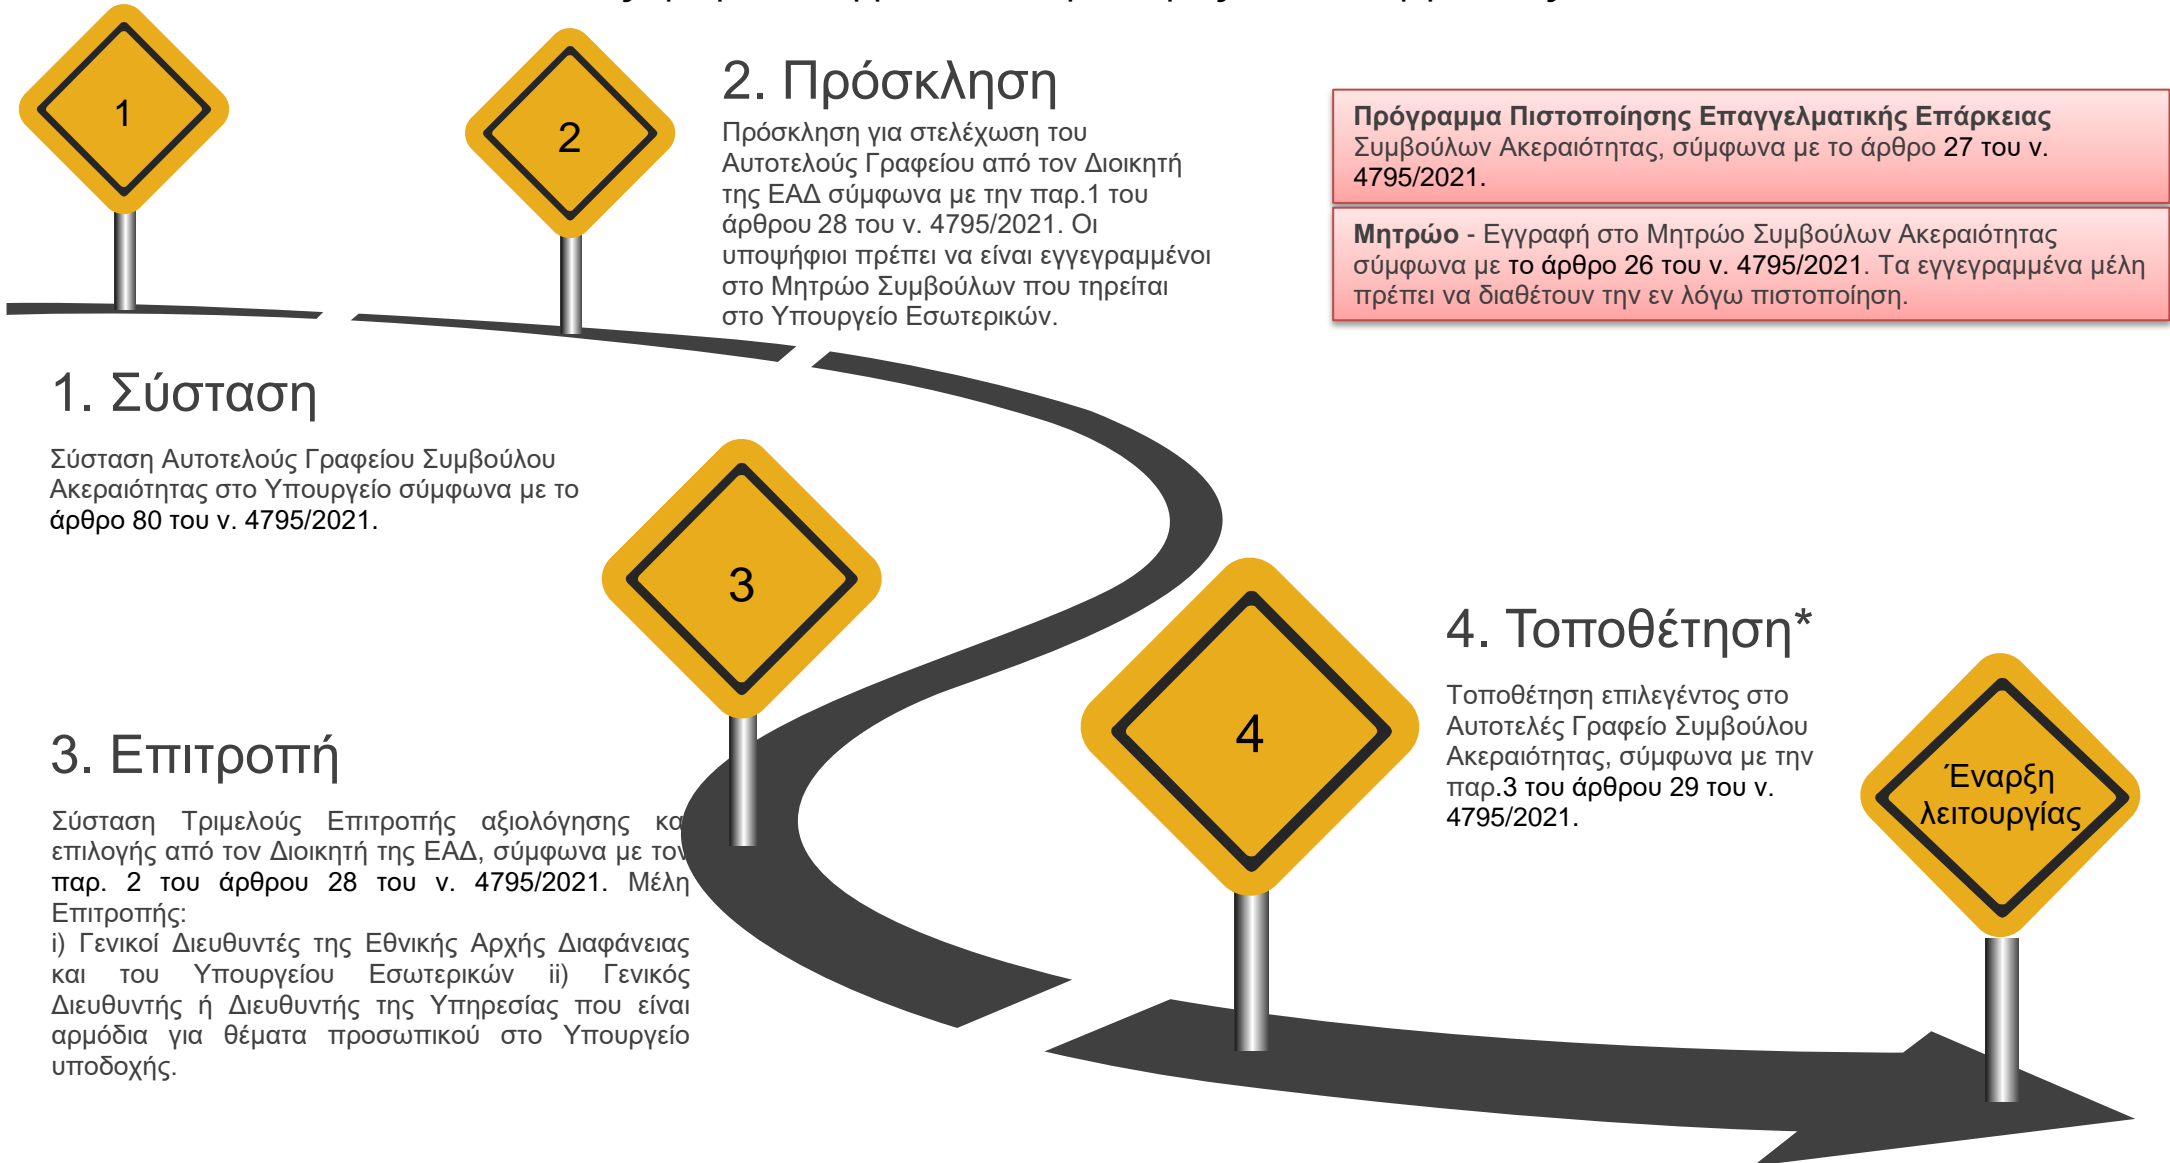 1
2
2. Πρόσκληση
Πρόσκληση για στελέχωση του
Αυτοτελούς Γραφείου από τον Διοικητή
της ΕΑΔ σύμφωνα με την παρ.1 του
άρθρου 28 του ν. 4795/2021. Οι
υποψήφιοι πρέπει να είναι εγγεγραμμένοι
στο Μητρώο Συμβούλων που τηρείται
στο Υπουργείο Εσωτερικών.
Πρόγραμμα Πιστοποίησης Επαγγελματικής Επάρκειας
Συμβούλων Ακεραιότητας, σύμφωνα με το άρθρο 27 του ν.
4795/2021.
Μητρώο - Εγγραφή στο Μητρώο Συμβούλων Ακεραιότητας
σύμφωνα με το άρθρο 26 του ν. 4795/2021. Τα εγγεγραμμένα μέλη
πρέπει να διαθέτουν την εν λόγω πιστοποίηση.
1. Σύσταση
Σύσταση Αυτοτελούς Γραφείου Συμβούλου
Ακεραιότητας στο Υπουργείο σύμφωνα με το
άρθρο 80 του ν. 4795/2021.
3
3. Επιτροπή
Σύσταση Τριμελούς Επιτροπής αξιολόγησης κα
επιλογής από τον Διοικητή της ΕΑΔ, σύμφωνα με τον
παρ. 2 του άρθρου 28 του ν. 4795/2021. Μέλη
Επιτροπής:
i) Γενικοί Διευθυντές της Εθνικής Αρχής Διαφάνειας
και του Υπουργείου Εσωτερικών ii) Γενικός
Διευθυντής ή Διευθυντής της Υπηρεσίας που είναι
αρμόδια για θέματα προσωπικού στο Υπουργείο
υποδοχής.
4
4. Τοποθέτηση*
Τοποθέτηση επιλεγέντος στο
Αυτοτελές Γραφείο Συμβούλου
Ακεραιότητας, σύμφωνα με την
παρ.3 του άρθρου 29 του ν.
4795/2021.
Έναρξη
λειτουργίας